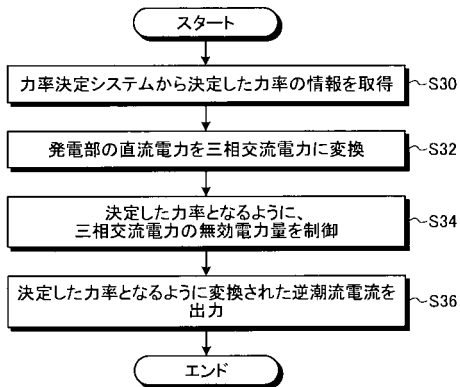 スタート
力率決定システムから決定した力率の情報を取得
S30
発電部の直流電力を三相交流電力に変換
S32
決定した力率となるように、
三相交流電力の無効電力量を制御
S34
決定した力率となるように変換された逆潮流電流を
出力
S36
エンド